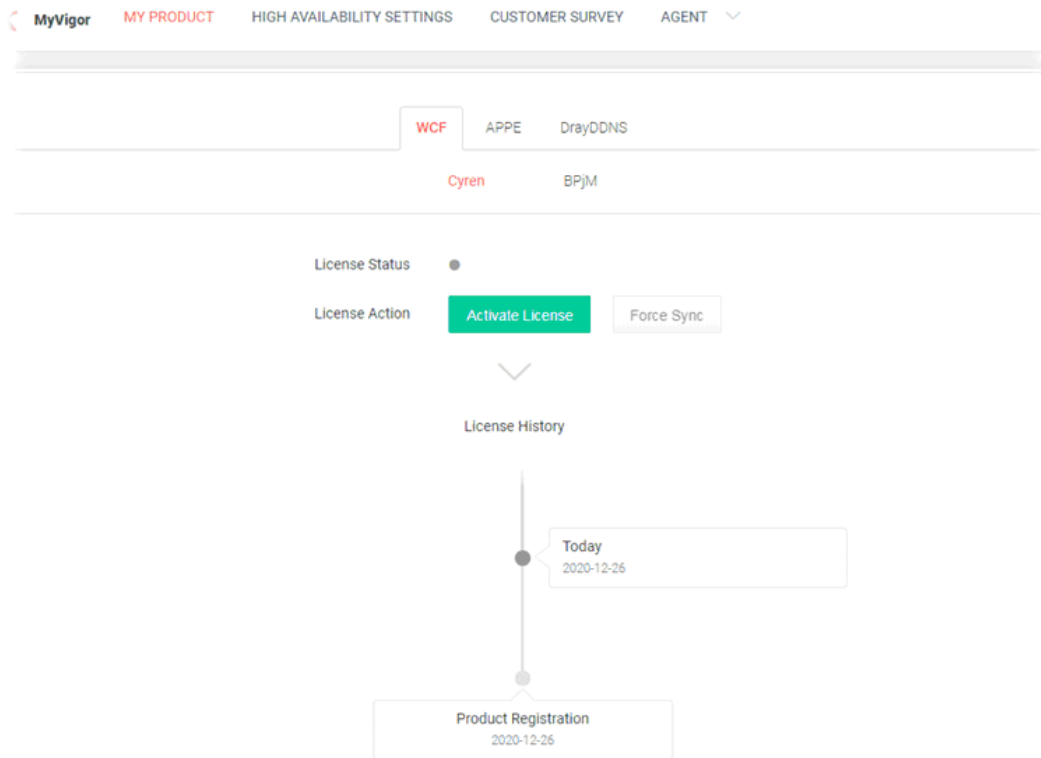 MyVigor MY PRODUCT HIGH AVAILABILITY SETTINGS CUSTOMER SURVEY AGENT
WCF APPE DrayDDNS
Cyren BPjM
License Status
License Action Activate License Force Sync
License History
Today
2020-12-26
Product Registration
2020-12-26